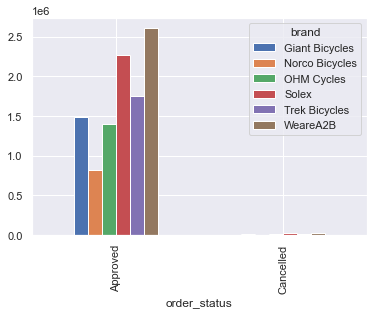 1e6
brand
Giant Bicycles
Norco Bicycles
OHM Cycles
Solex
Trek Bicycles
WeareA2B
2.5
2.0
1.5
1.0
0.5
0.0
Approved
Cancelled
order_status